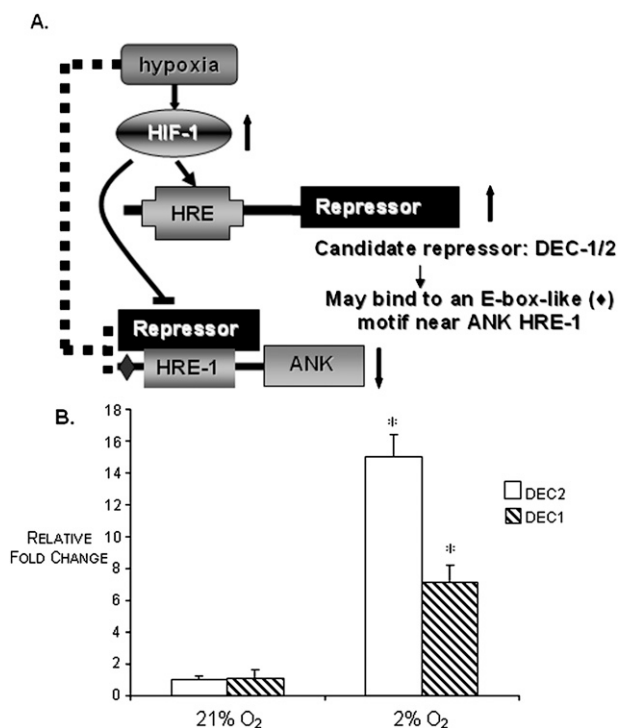 A.
hypoxia
HIF-1
HRE
Repressor
Candidate repressor: DEC-1/2
May bind to an E-box-like (♦)
motif near ANK HRE-1
Repressor
HRE-1
ANK
B.
18
16
14
12
10
8
6
4
2
0
RELATIVE
FOLD CHANGE
*
*
DEC2
DEC1
21% O₂
2% O₂